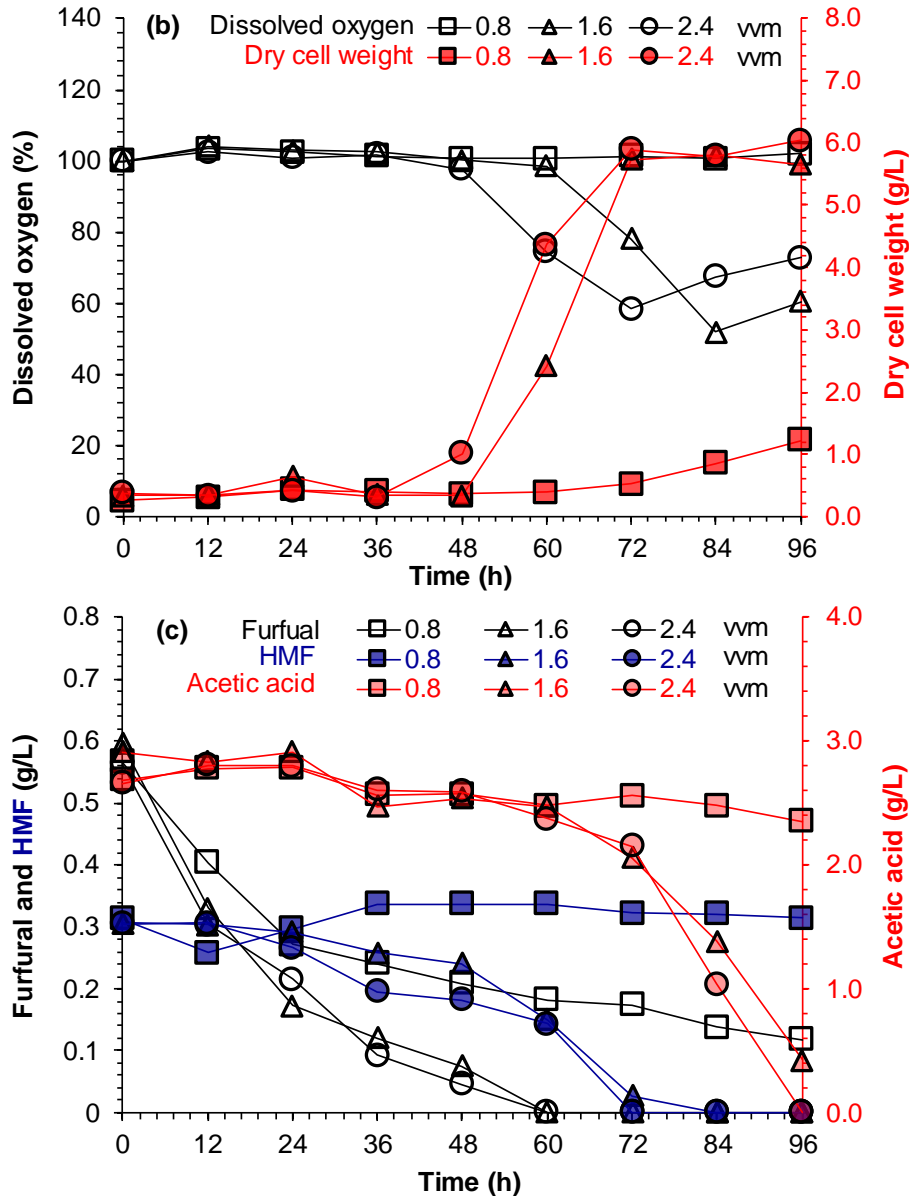 (b) Dissolved oxygen 0.8 1.6 2.4 vvm
Dry cell weight 0.8 1.6 2.4 vvm
140
120
100
80
60
40
20
0
Dissolved oxygen (%)
8.0
7.0
6.0
5.0
4.0
3.0
2.0
1.0
0.0
Dry cell weight (g/L)
0 12 24 36 48 60 72 84 96
Time (h)
(c) Furfual 0.8 1.6 2.4 vvm
HMF 0.8 1.6 2.4 vvm
Acetic acid 0.8 1.6 2.4 vvm
0.8
0.7
0.6
0.5
0.4
0.3
0.2
0.1
0
Furfural and HMF (g/L)
4.0
3.0
2.0
1.0
0.0
Acetic acid (g/L)
0 12 24 36 48 60 72 84 96
Time (h)